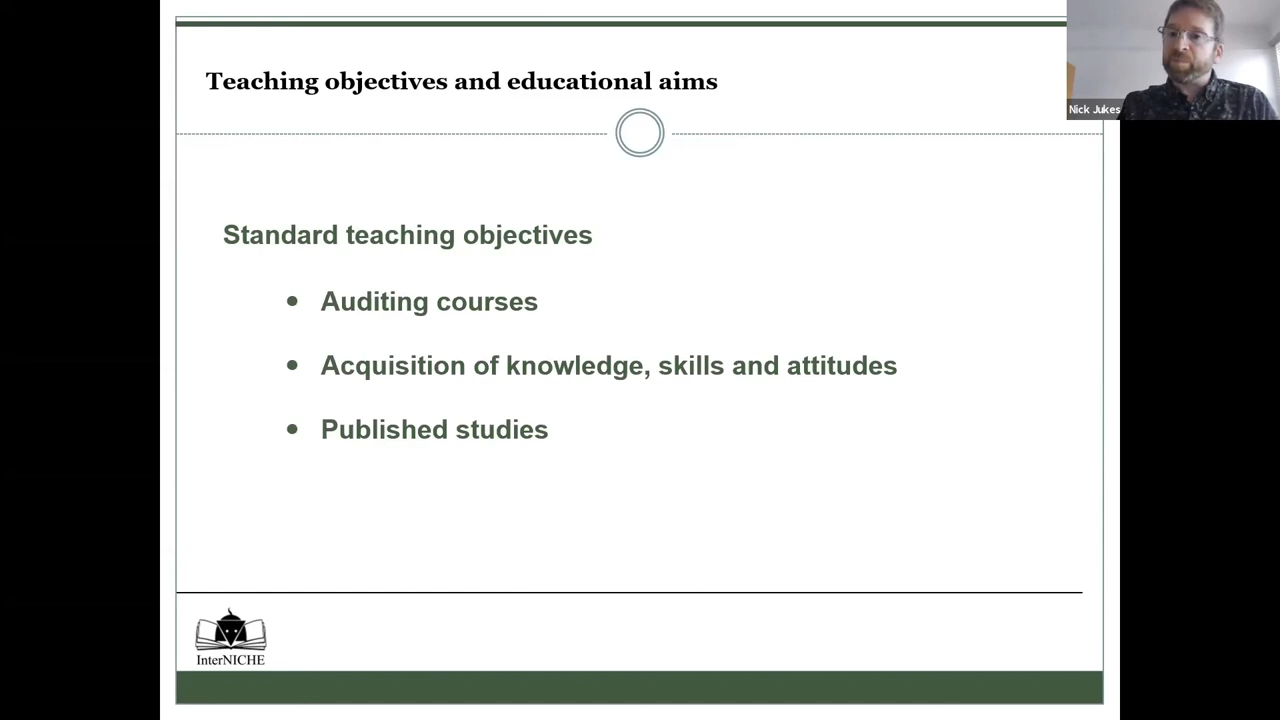 Teaching objectives and educational aims
Nick Jukes
Standard teaching objectives
• Auditing courses
• Acquisition of knowledge, skills and attitudes
• Published studies
InterNICHE